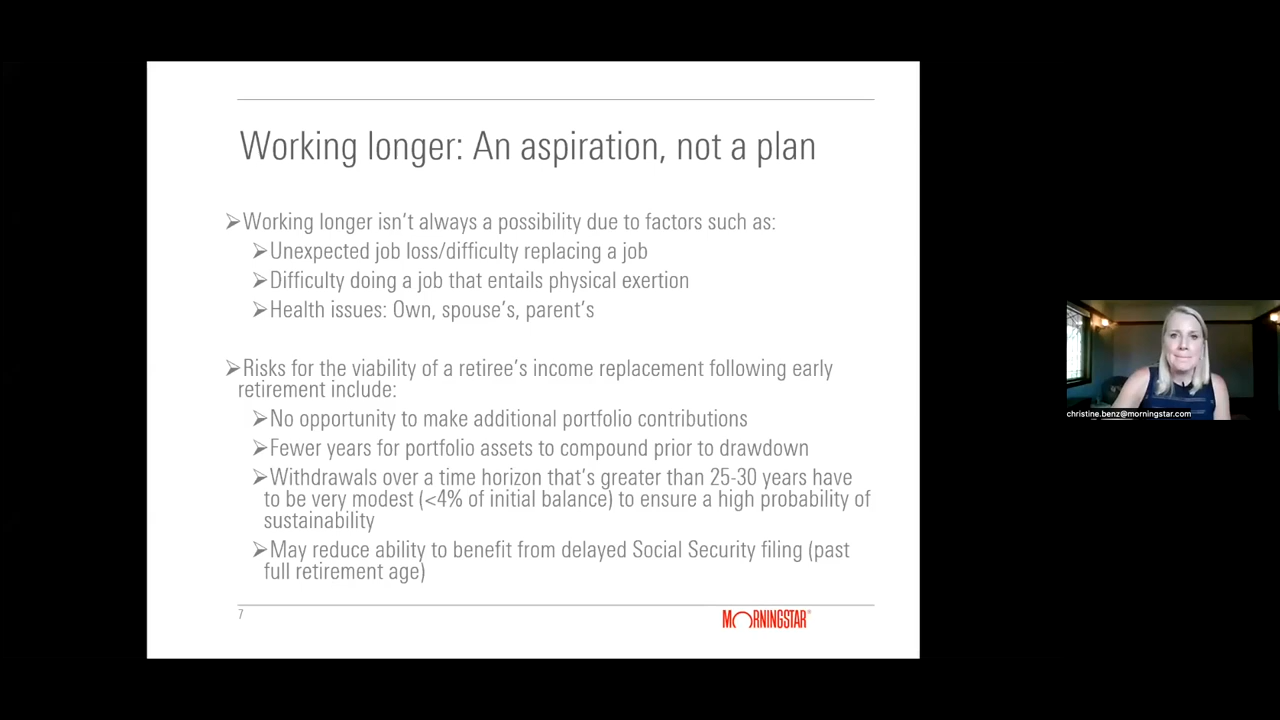 Working longer: An aspiration, not a plan
➢Working longer isn't always a possibility due to factors such as:
➢Unexpected job loss/difficulty replacing a job
➢Difficulty doing a job that entails physical exertion
➢Health issues: Own, spouse's, parent's
➢Risks for the viability of a retiree's income replacement following early
retirement include:
➢No opportunity to make additional portfolio contributions
➢Fewer years for portfolio assets to compound prior to drawdown
➢Withdrawals over a time horizon that's greater than 25-30 years have
to be very modest (<4% of initial balance) to ensure a high probability of
sustainability
➢May reduce ability to benefit from delayed Social Security filing (past
full retirement age)
7
MORNINGSTAR®
christine.benz@morningstar.com